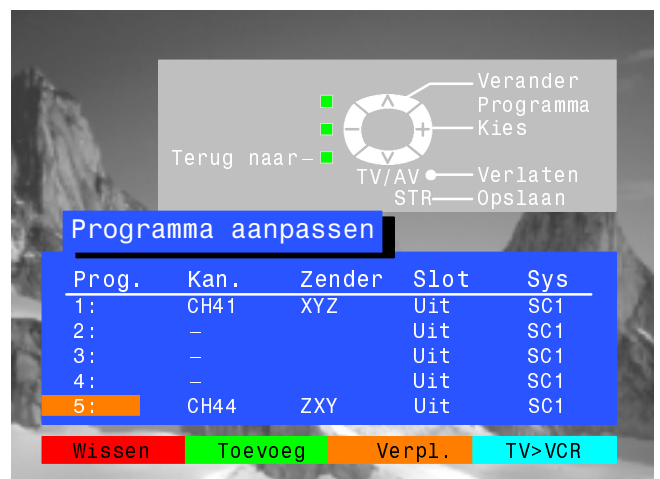 Verander
Programma
Kies
Terug naar
TV/AV Verlaten
STR Opslaan
Programma aanpassen
Prog. Kan. Zender Slot Sys
1: CH41 XYZ Uit SC1
2: – Uit SC1
3: – Uit SC1
4: – Uit SC1
5: CH44 ZXY Uit SC1
Wissen Toevoeg Verpl. TV>VCR